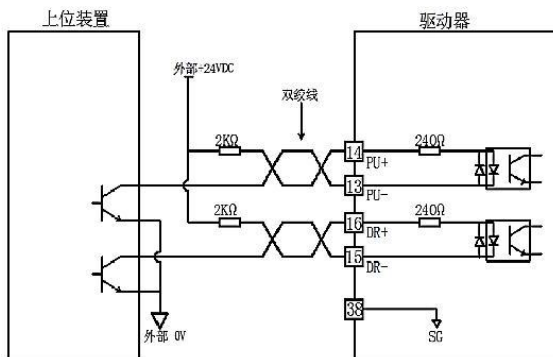 上位装置
驱动器
外部+24VDC
双绞线
2KΩ
14
240Ω
PU+
13
PU-
2KΩ
16
240Ω
DR+
15
DR-
38
外部 0V
SG